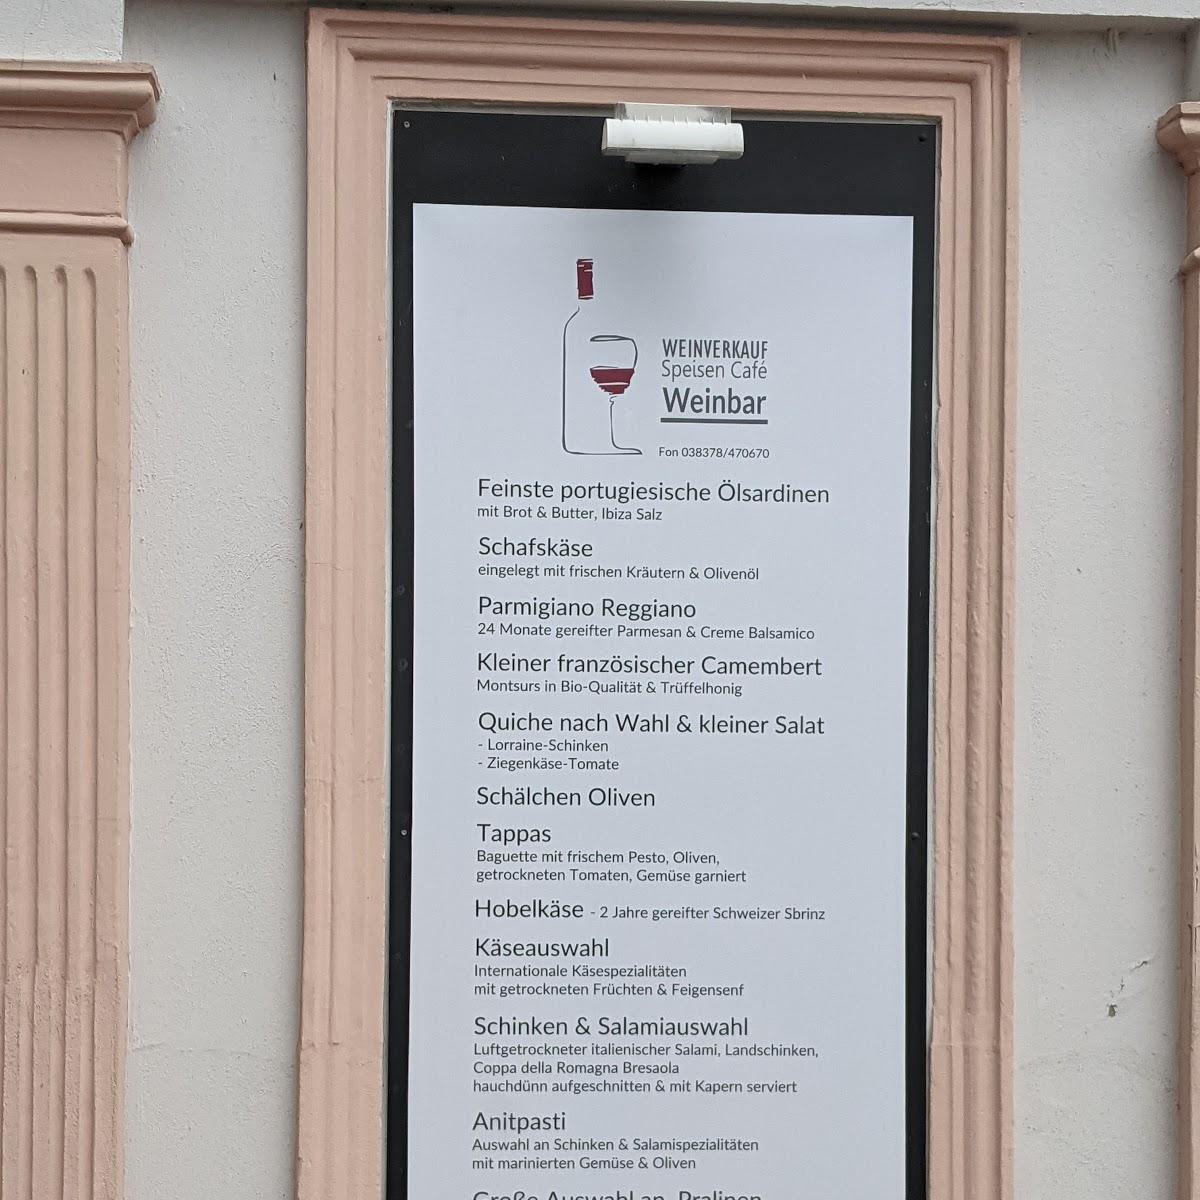 WEINVERKAUF
Speisen Café
Weinbar
Fon 038378/470670
Feinste portugiesische Ölsardinen
mit Brot & Butter, Ibiza Salz
Schafskäse
eingelegt mit frischen Kräutern & Olivenöl
Parmigiano Reggiano
24 Monate gereifter Parmesan & Creme Balsamico
Kleiner französischer Camembert
Montsurs in Bio-Qualität & Trüffelhonig
Quiche nach Wahl & kleiner Salat
- Lorraine-Schinken
- Ziegenkäse-Tomate
Schälchen Oliven
Tappas
Baguette mit frischem Pesto, Oliven,
getrockneten Tomaten, Gemüse garniert
Hobelkäse - 2 Jahre gereifter Schweizer Sbrinz
Käseauswahl
Internationale Käsespezialitäten
mit getrockneten Früchten & Feigensenf
Schinken & Salamiauswahl
Luftgetrockneter italienischer Salami, Landschinken,
Coppa della Romagna Bresaola
hauchdünn aufgeschnitten & mit Kapern serviert
Anitpasti
Auswahl an Schinken & Salamispezialitäten
mit marinierten Gemüse & Oliven
Große Auswahl an Pralinen